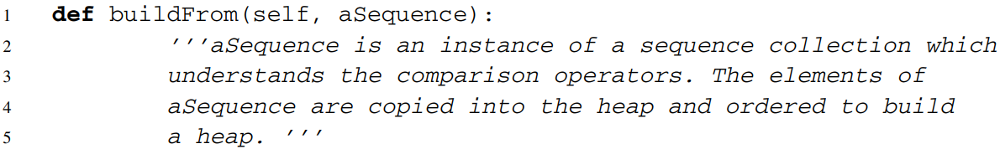 1 def buildFrom(self, aSequence):
2 '''aSequence is an instance of a sequence collection which
3 understands the comparison operators. The elements of
4 aSequence are copied into the heap and ordered to build
5 a heap. '''